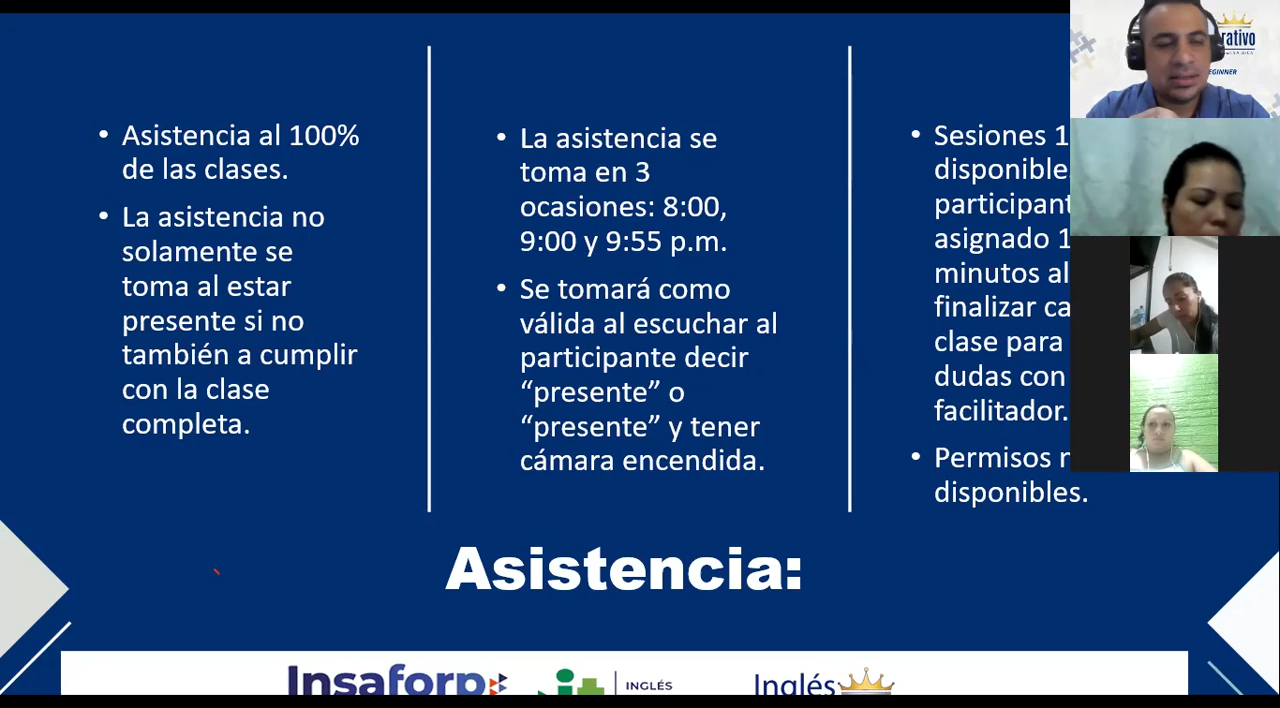 • Asistencia al 100%
de las clases.
• La asistencia no
solamente se
toma al estar
presente si no
también a cumplir
con la clase
completa.
• La asistencia se
toma en 3
ocasiones: 8:00,
9:00 y 9:55 p.m.
• Se tomará como
válida al escuchar al
participante decir
“presente” o
“presente” y tener
cámara encendida.
• Sesiones 1
disponible
participant
asignado 1
minutos al
finalizar ca
clase para
dudas con
facilitador.
• Permisos n
disponibles.
Asistencia:
Insaforp
INGLÉS
Inglés
rativo
EGINNER